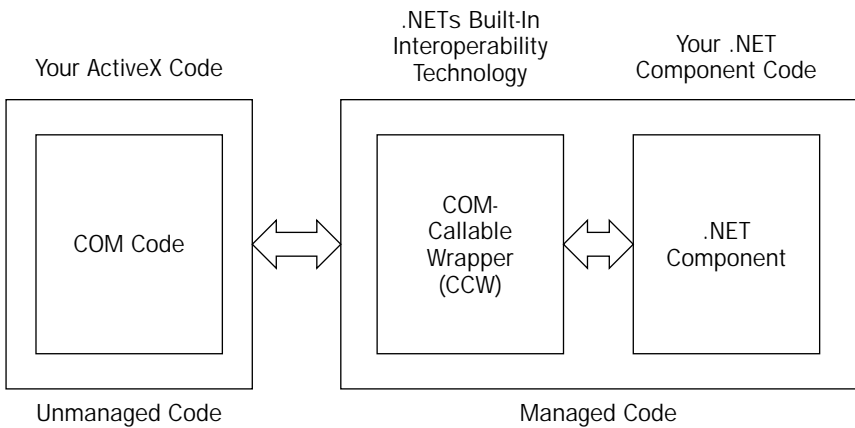 .NETs Built-In
Interoperability
Technology
Your .NET
Component Code
Your ActiveX Code
COM Code
COM-
Callable
Wrapper
(CCW)
.NET
Component
Unmanaged Code
Managed Code